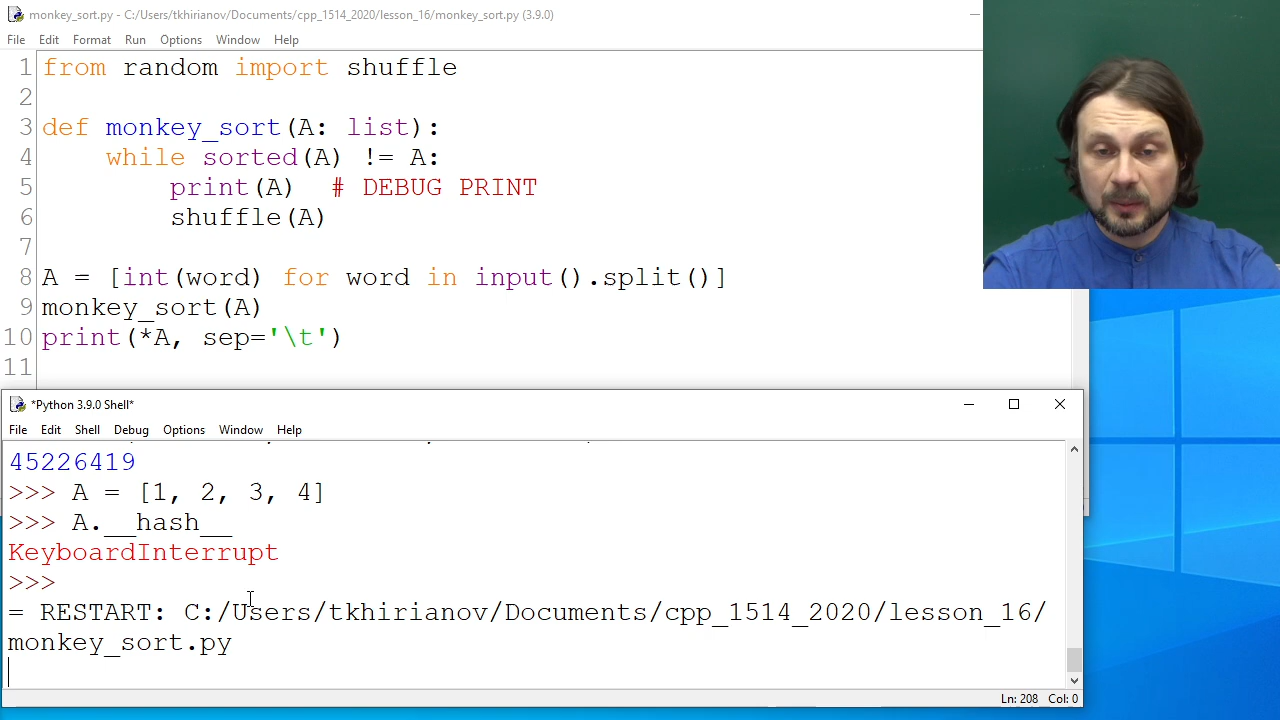 monkey_sort.py - C:/Users/tkhirianov/Documents/cpp_1514_2020/lesson_16/monkey_sort.py (3.9.0)
File Edit Format Run Options Window Help
1 from random import shuffle
2
3 def monkey_sort(A: list):
4     while sorted(A) != A:
5         print(A)  # DEBUG PRINT
6         shuffle(A)
7
8 A = [int(word) for word in input().split()]
9 monkey_sort(A)
10 print(*A, sep='\t')
11
*Python 3.9.0 Shell*
File Edit Shell Debug Options Window Help
45226419
>>> A = [1, 2, 3, 4]
>>> A.__hash__
KeyboardInterrupt
>>>
= RESTART: C:/Users/tkhirianov/Documents/cpp_1514_2020/lesson_16/
monkey_sort.py
Ln: 208 Col: 0